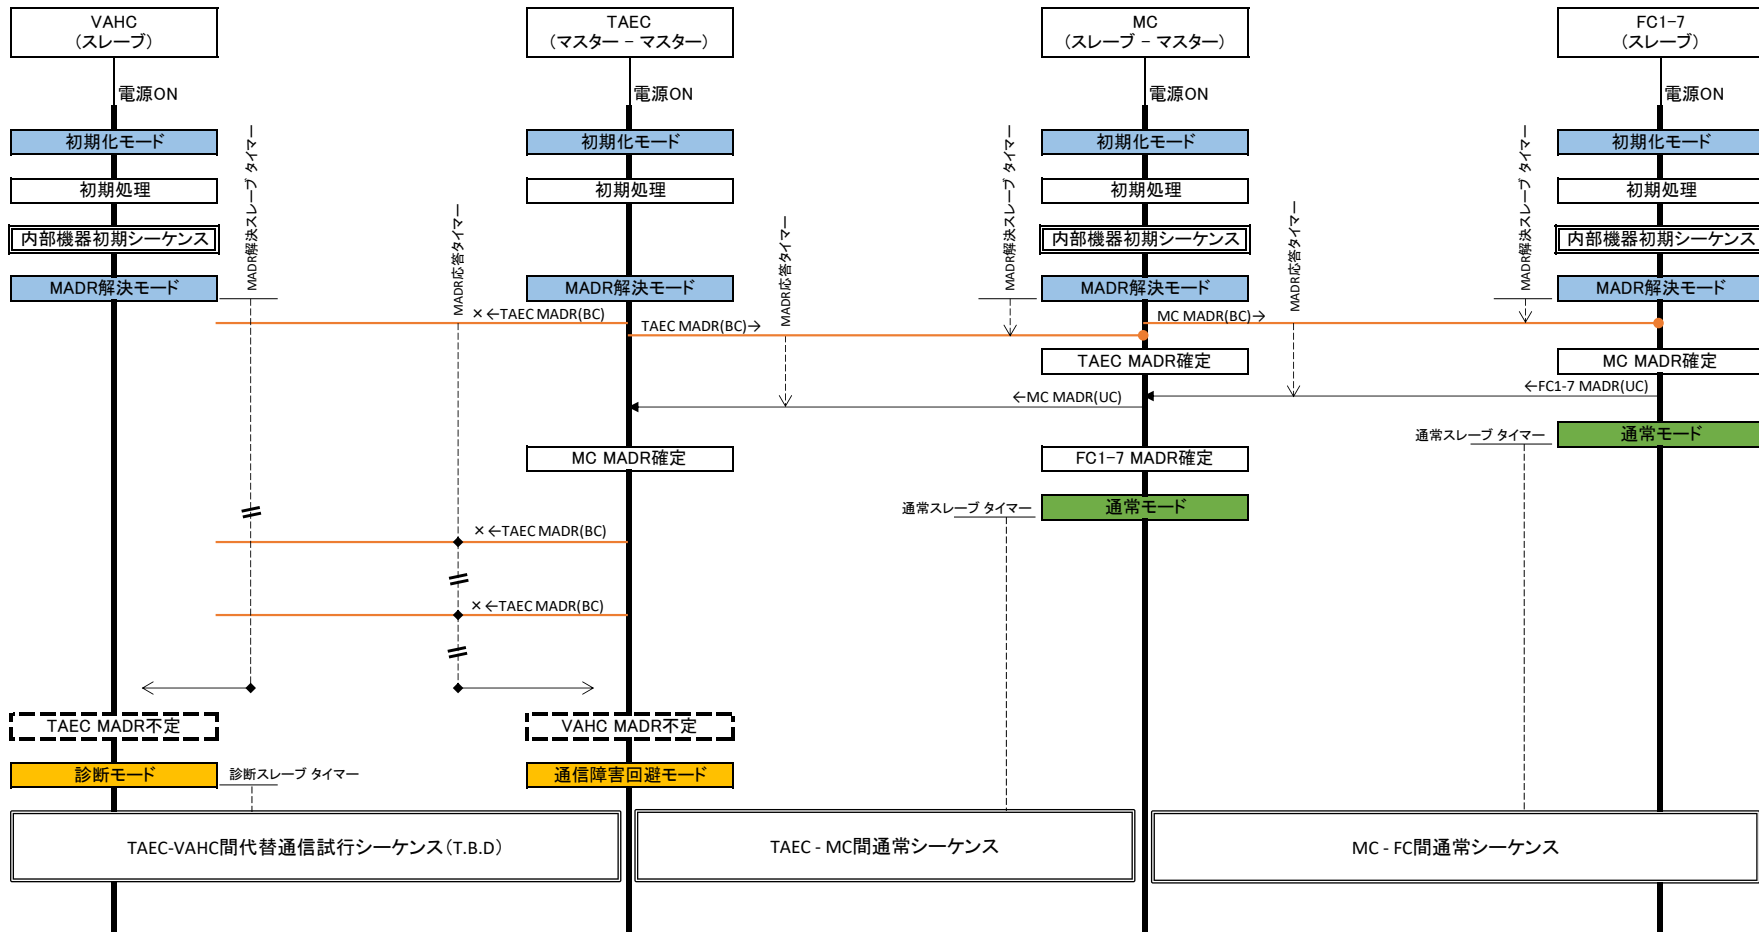 VAHC
(スレーブ)
TAEC
(マスター － マスター)
MC
(スレーブ － マスター)
FC1-7
(スレーブ)
電源ON
電源ON
電源ON
電源ON
初期化モード
初期化モード
初期化モード
初期化モード
初期処理
初期処理
初期処理
初期処理
内部機器初期シーケンス
内部機器初期シーケンス
内部機器初期シーケンス
MADR解決モード
MADR解決モード
MADR解決モード
MADR解決モード
MADR解決スレーブ タイマー
MADR応答タイマー
MADR応答タイマー
MADR解決スレーブ タイマー
MADR応答タイマー
MADR解決スレーブ タイマー
×←TAEC MADR(BC)
TAEC MADR(BC)→
MC MADR(BC)→
TAEC MADR確定
MC MADR確定
←MC MADR(UC)
←FC1-7 MADR(UC)
通常スレーブ タイマー
通常モード
MC MADR確定
FC1-7 MADR確定
通常スレーブ タイマー
通常モード
×←TAEC MADR(BC)
×←TAEC MADR(BC)
TAEC MADR不定
VAHC MADR不定
診断モード
診断スレーブ タイマー
通信障害回避モード
TAEC-VAHC間代替通信試行シーケンス(T.B.D)
TAEC - MC間通常シーケンス
MC - FC間通常シーケンス